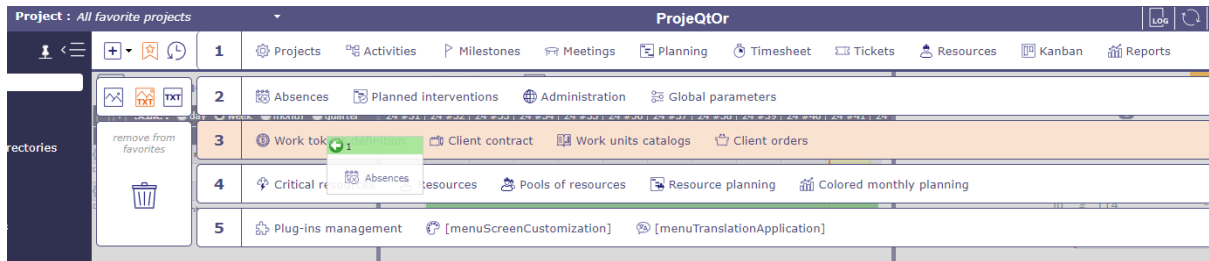 Project : All favorite projects ProjeQtOr LOG
1 Projects Activities Milestones Meetings Planning Timesheet Tickets Resources Kanban Reports
TXT TXT 2 Absences Planned interventions Administration Global parameters
remove from favorites 3 Work Client contract Work units catalogs Client orders
1
rectories
Absences
4 Critical Resources Pools of resources Resource planning Colored monthly planning
5 Plug-ins management [menuScreenCustomization] [menuTranslationApplication]